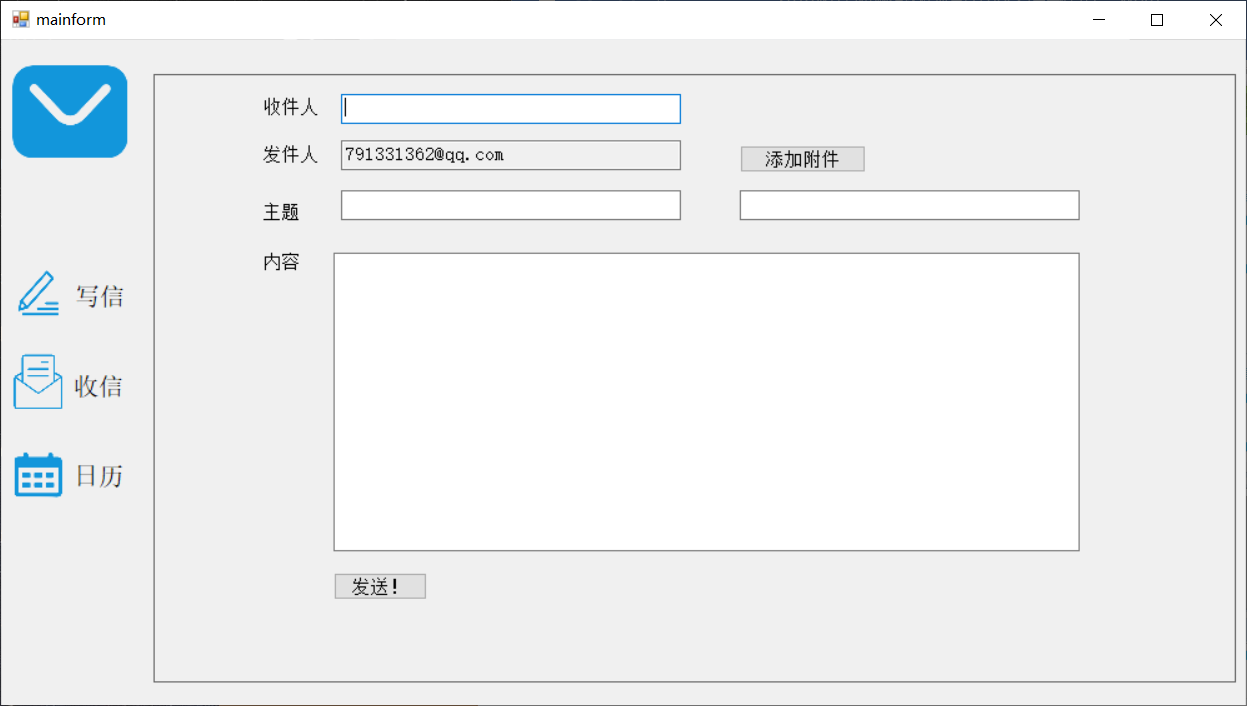 mainform
收件人
发件人 791331362@qq.com
添加附件
主题
内容
写信
收信
日历
发送!